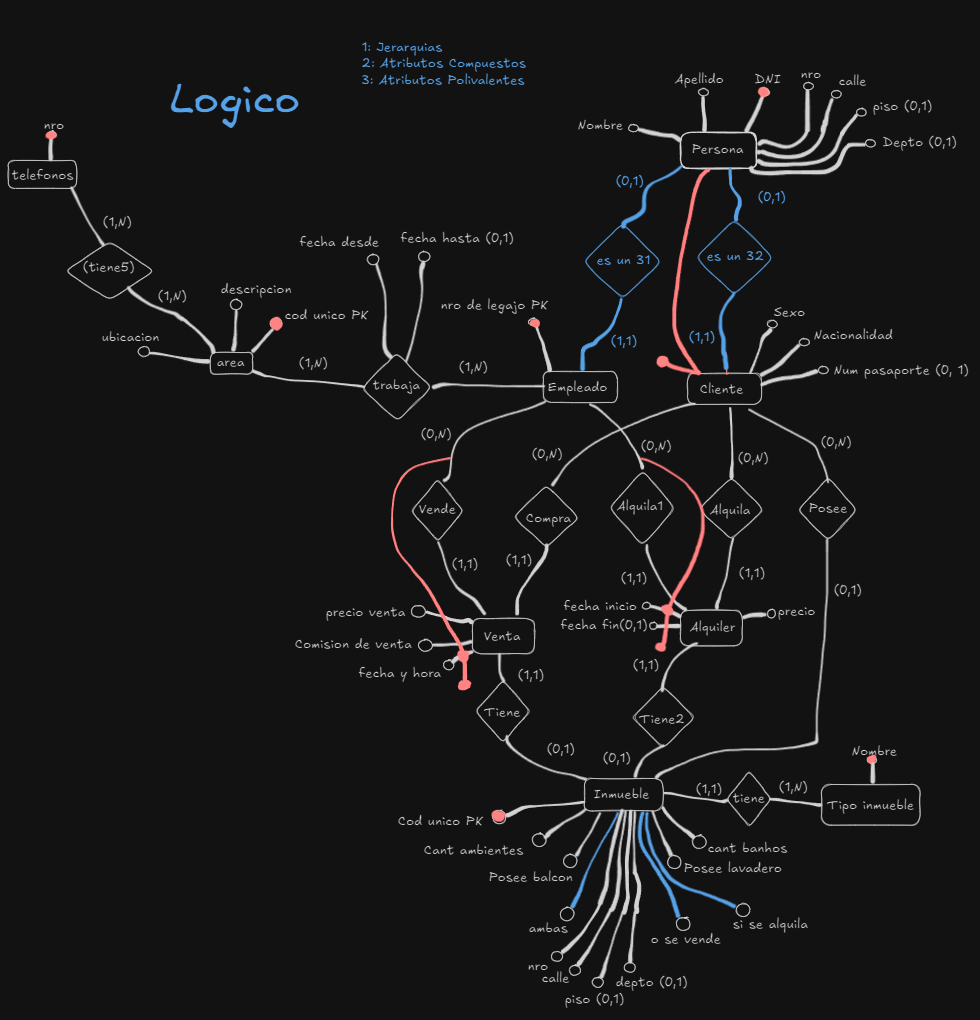 1: Jerarquias
2: Atributos Compuestos
3: Atributos Polivalentes
Logico
Apellido
DNI
nro
calle
piso (0,1)
Nombre
Persona
Depto (0,1)
nro
telefonos
(0,1)
(0,1)
(1,N)
fecha desde
fecha hasta (0,1)
(tiene5)
es un 31
es un 32
(1,N)
descripcion
nro de legajo PK
cod unico PK
Sexo
ubicacion
(1,1)
(1,1)
Nacionalidad
area
(1,N)
trabaja
(1,N)
Empleado
Cliente
Num pasaporte (0, 1)
(0,N)
(0,N)
(0,N)
(0,N)
(0,N)
Vende
Compra
Alquila1
Alquila
Posee
(1,1)
(1,1)
(1,1)
(1,1)
(0,1)
precio venta
fecha inicio
precio
fecha fin(0,1)
Venta
Alquiler
Comision de venta
fecha y hora
(1,1)
(1,1)
Tiene
Tiene2
(0,1)
(0,1)
Nombre
Inmueble
(1,1)
tiene
(1,N)
Tipo inmueble
Cod unico PK
Cant ambientes
cant banhos
Posee balcon
Posee lavadero
ambas
o se vende
si se alquila
nro
calle
depto (0,1)
piso (0,1)